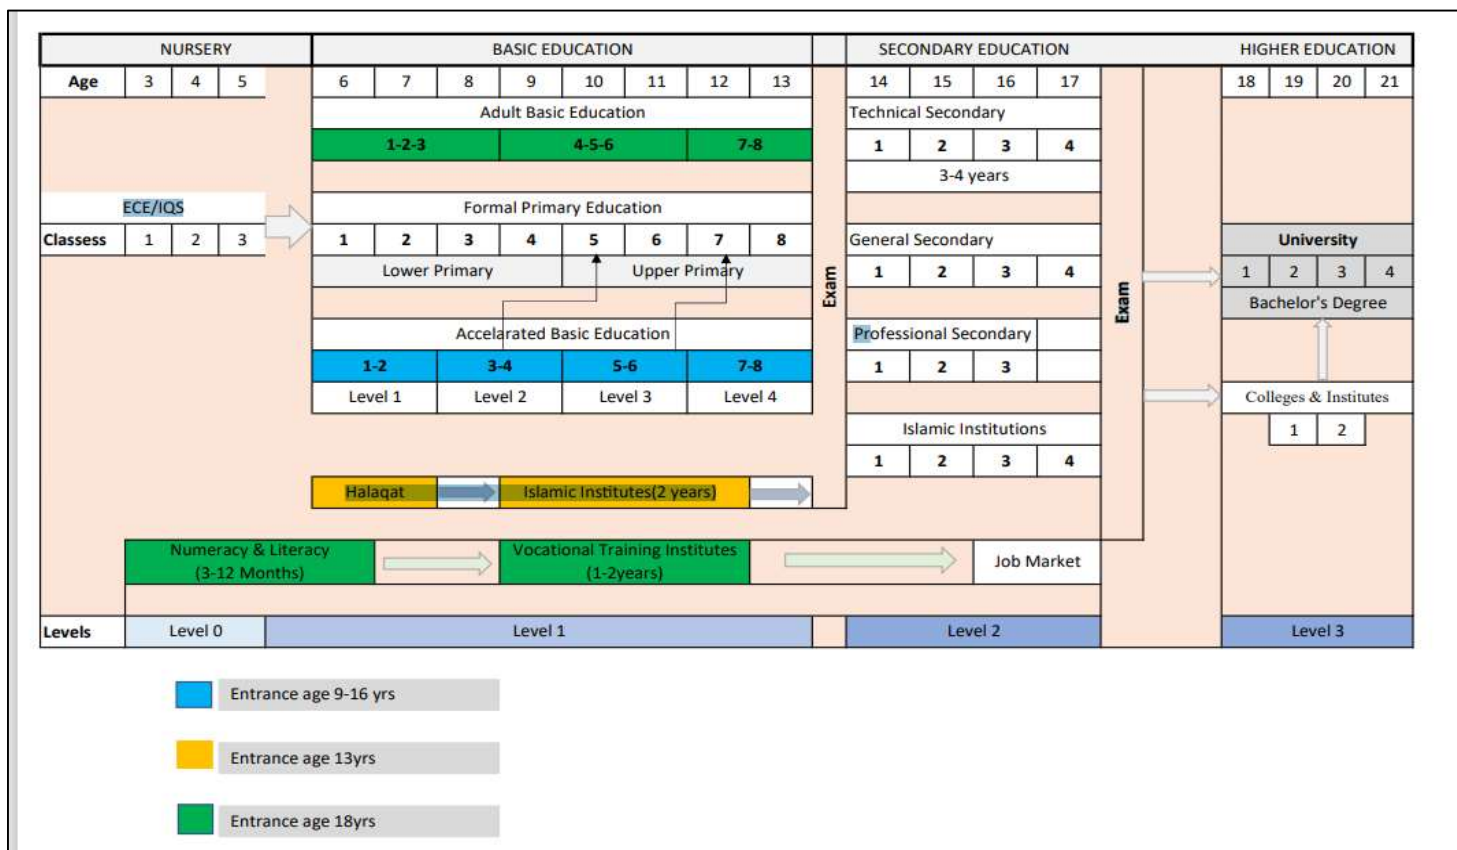 NURSERY BASIC EDUCATION SECONDARY EDUCATION HIGHER EDUCATION
Age 3 4 5 6 7 8 9 10 11 12 13 14 15 16 17 18 19 20 21
Adult Basic Education Technical Secondary
1-2-3 4-5-6 7-8 1 2 3 4
3-4 years
ECE/IQS Formal Primary Education
Classess 1 2 3 1 2 3 4 5 6 7 8 General Secondary University
Lower Primary Upper Primary 1 2 3 4 1 2 3 4
Exam
Exam
Bachelor's Degree
Accelarated Basic Education Professional Secondary
1-2 3-4 5-6 7-8 1 2 3
Level 1 Level 2 Level 3 Level 4 Colleges & Institutes
Islamic Institutions 1 2
1 2 3 4
Halaqat Islamic Institutes(2 years)
Numeracy & Literacy
(3-12 Months)
Vocational Training Institutes
(1-2years)
Job Market
Levels Level 0 Level 1 Level 2 Level 3
Entrance age 9-16 yrs
Entrance age 13yrs
Entrance age 18yrs